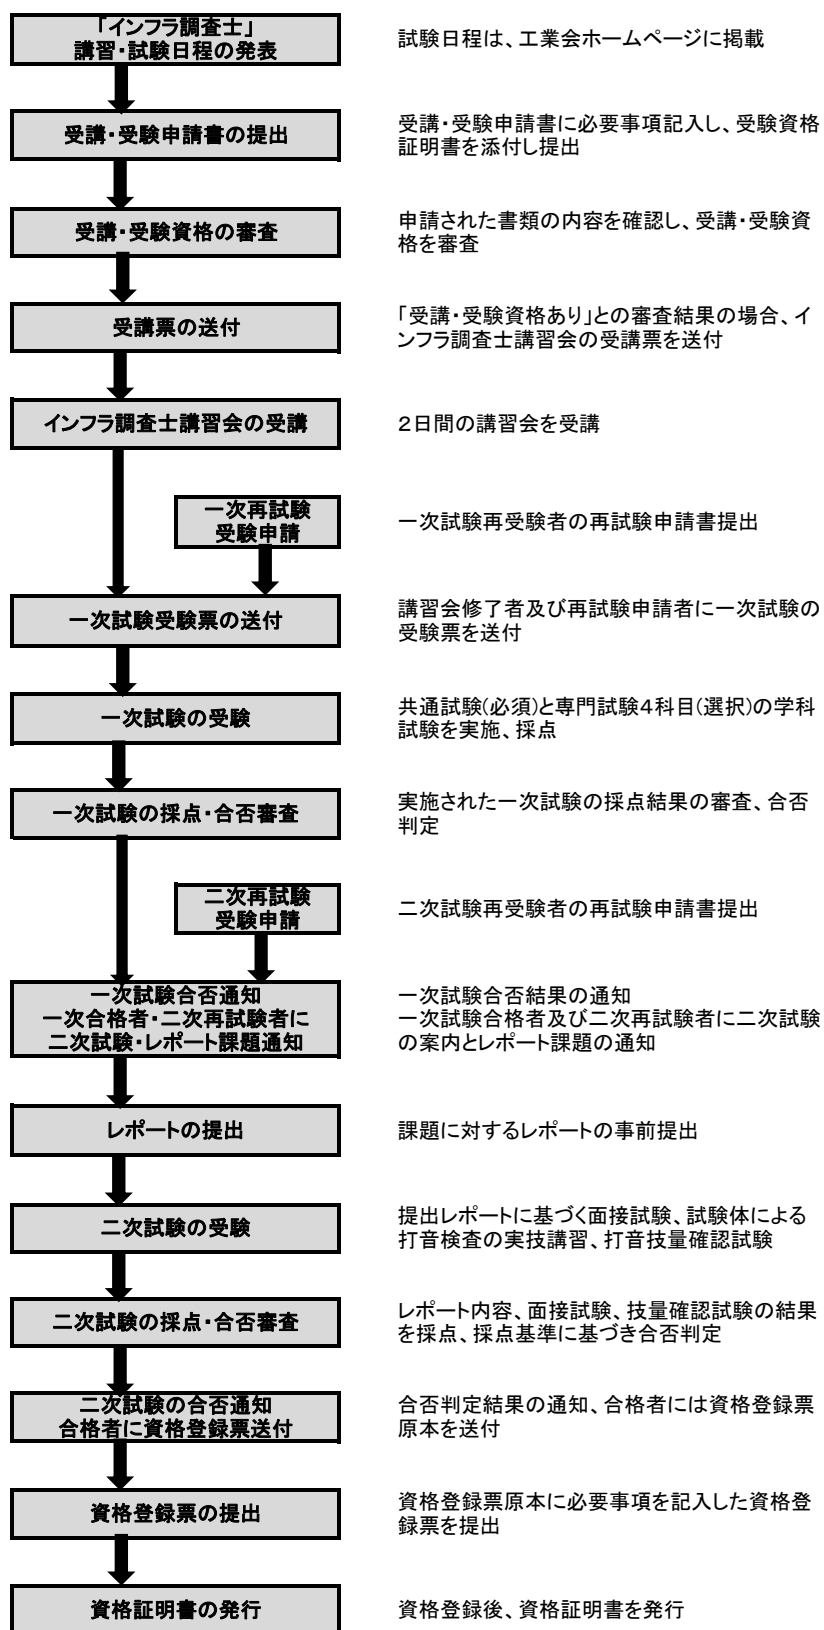 「インフラ調査士」
講習・試験日程の発表
試験日程は、工業会ホームページに掲載
受講・受験申請書の提出
受講・受験申請書に必要事項記入し、受験資格
証明書を添付し提出
受講・受験資格の審査
申請された書類の内容を確認し、受講・受験資
格を審査
受講票の送付
「受講・受験資格あり」との審査結果の場合、イ
ンフラ調査士講習会の受講票を送付
インフラ調査士講習会の受講
２日間の講習会を受講
一次再試験
受験申請
一次試験再受験者の再試験申請書提出
一次試験受験票の送付
講習会修了者及び再試験申請者に一次試験の
受験票を送付
一次試験の受験
共通試験(必須)と専門試験４科目(選択)の学科
試験を実施、採点
一次試験の採点・合否審査
実施された一次試験の採点結果の審査、合否
判定
二次再試験
受験申請
二次試験再受験者の再試験申請書提出
一次試験合否通知
一次合格者・二次再試験者に
二次試験・レポート課題通知
一次試験合否結果の通知
一次試験合格者及び二次再試験者に二次試験
の案内とレポート課題の通知
レポートの提出
課題に対するレポートの事前提出
二次試験の受験
提出レポートに基づく面接試験、試験体による
打音検査の実技講習、打音技量確認試験
二次試験の採点・合否審査
レポート内容、面接試験、技量確認試験の結果
を採点、採点基準に基づき合否判定
二次試験の合否通知
合格者に資格登録票送付
合否判定結果の通知、合格者には資格登録票
原本を送付
資格登録票の提出
資格登録票原本に必要事項を記入した資格登
録票を提出
資格証明書の発行
資格登録後、資格証明書を発行